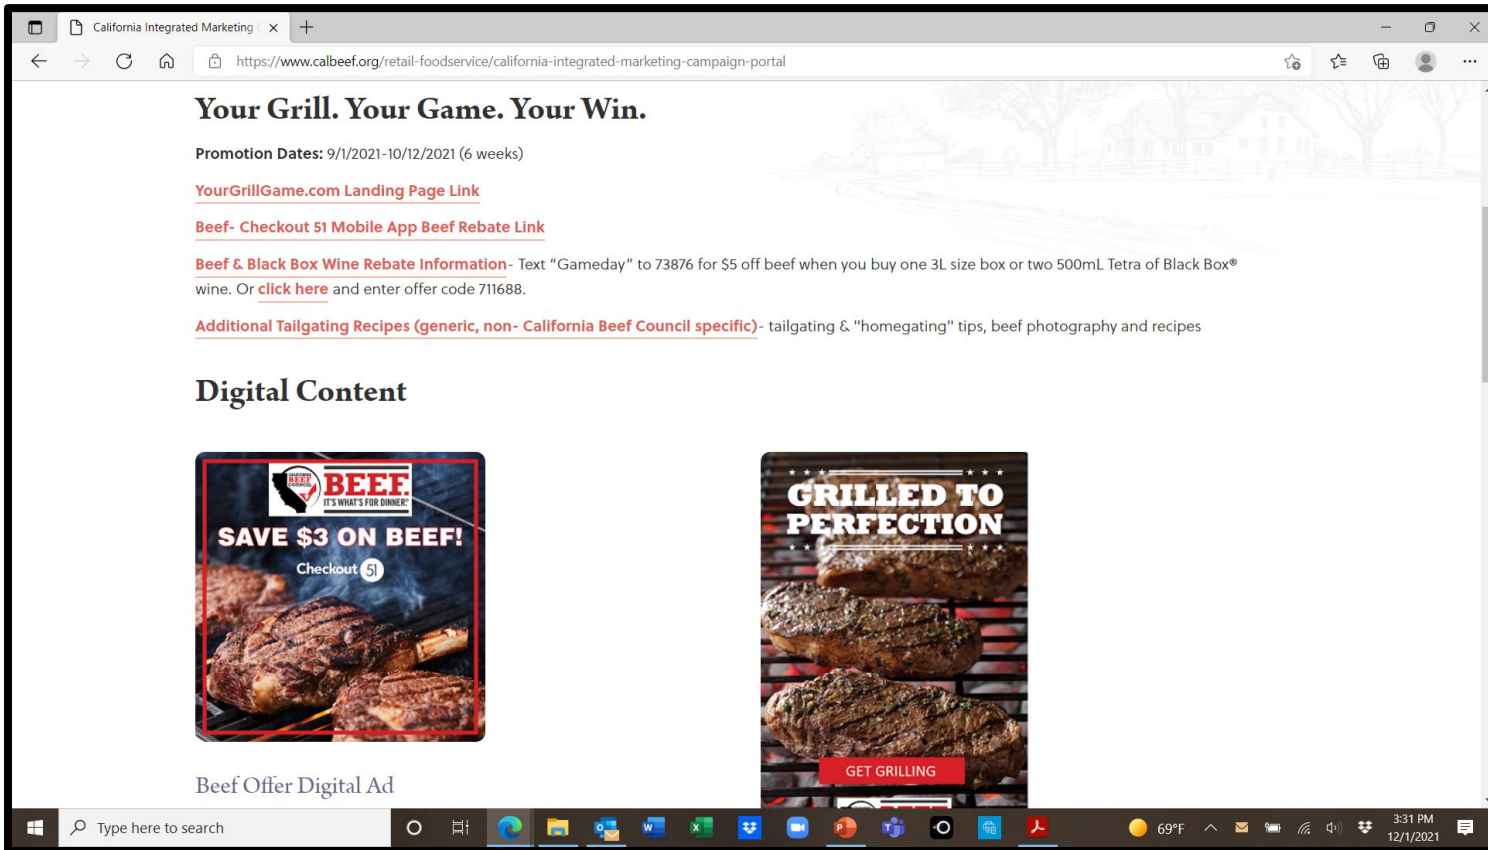 California Integrated Marketing
https://www.calbeef.org/retail-foodservice/california-integrated-marketing-campaign-portal
Your Grill. Your Game. Your Win.
Promotion Dates: 9/1/2021-10/12/2021 (6 weeks)
YourGrillGame.com Landing Page Link
Beef- Checkout 51 Mobile App Beef Rebate Link
Beef & Black Box Wine Rebate Information- Text “Gameday” to 73876 for $5 off beef when you buy one 3L size box or two 500mL Tetra of Black Box®
wine. Or click here and enter offer code 711688.
Additional Tailgating Recipes (generic, non- California Beef Council specific)- tailgating & "homegating" tips, beef photography and recipes
Digital Content
CALIFORNIA
BEEF
COUNCIL
BEEF.
IT'S WHAT'S FOR DINNER.®
SAVE $3 ON BEEF!
Checkout 51
GRILLED TO
PERFECTION
GET GRILLING
Beef Offer Digital Ad
Type here to search
69°F
3:31 PM
12/1/2021